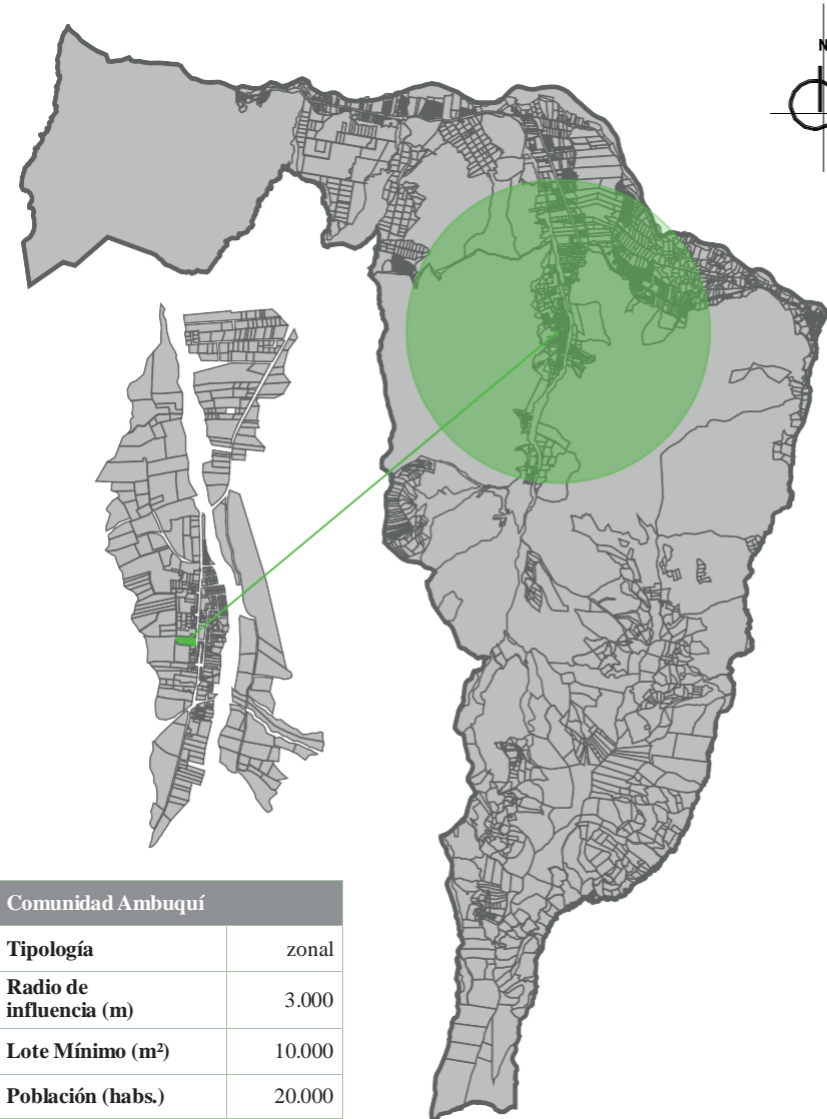 N
Comunidad Ambuquí
Tipología zonal
Radio de
influencia (m) 3.000
Lote Mínimo (m²) 10.000
Población (habs.) 20.000